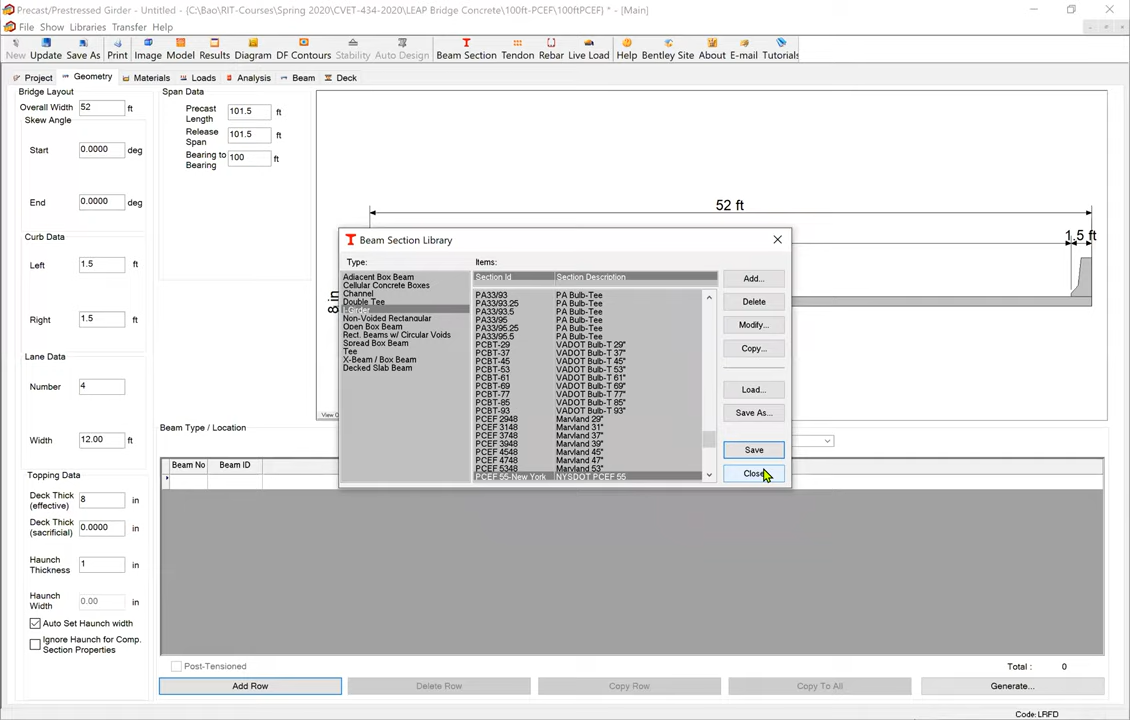 Precast/Prestressed Girder - Untitled - (C:\Bao\RIT-Courses\Spring 2020\CVET-434-2020\LEAP Bridge Concrete\100ft-PCEF\100ftPCEF) * - [Main]
File Show Libraries Transfer Help
New Update Save As Print Image Model Results Diagram DF Contours Stability Auto Design Beam Section Tendon Rebar Live Load Help Bentley Site About E-mail Tutorials
Project Geometry Materials Loads Analysis Beam Deck
Bridge Layout
Overall Width 52 ft
Skew Angle
Start 0.0000 deg
End 0.0000 deg
Curb Data
Left 1.5 ft
Right 1.5 ft
Lane Data
Number 4
Width 12.00 ft
Topping Data
Deck Thick (effective) 8 in
Deck Thick (sacrificial) 0.0000 in
Haunch Thickness 1 in
Haunch Width 0.00 in
Auto Set Haunch width
Ignore Haunch for Comp. Section Properties
Span Data
Precast Length 101.5 ft
Release Span 101.5 ft
Bearing to Bearing 100 ft
52 ft
1.5 ft
8 in
View
Beam Section Library
Type:
Adjacent Box Beam
Cellular Concrete Boxes
Channel
Double Tee
I-Girder
Non-Voided Rectangular
Open Box Beam
Rect. Beams w/ Circular Voids
Spread Box Beam
Tee
X-Beam / Box Beam
Decked Slab Beam
Items:
Section Id Section Description
PA33/93 PA Bulb-Tee
PA33/93.25 PA Bulb-Tee
PA33/93.5 PA Bulb-Tee
PA33/95 PA Bulb-Tee
PA33/95.25 PA Bulb-Tee
PA33/95.5 PA Bulb-Tee
PCBT-29 VADOT Bulb-T 29"
PCBT-37 VADOT Bulb-T 37"
PCBT-45 VADOT Bulb-T 45"
PCBT-53 VADOT Bulb-T 53"
PCBT-61 VADOT Bulb-T 61"
PCBT-69 VADOT Bulb-T 69"
PCBT-77 VADOT Bulb-T 77"
PCBT-85 VADOT Bulb-T 85"
PCBT-93 VADOT Bulb-T 93"
PCEF 2948 Maryland 29"
PCEF 3148 Maryland 31"
PCEF 3748 Maryland 37"
PCEF 3948 Maryland 39"
PCEF 4548 Maryland 45"
PCEF 4748 Maryland 47"
PCEF 5348 Maryland 53"
PCEF 55-New York NYSDOT PCEF 55
Add...
Delete
Modify...
Copy...
Load...
Save As...
Save
Close
Beam Type / Location
Beam No Beam ID
Post-Tensioned
Total : 0
Add Row Delete Row Copy Row Copy To All Generate...
Code: LRFD